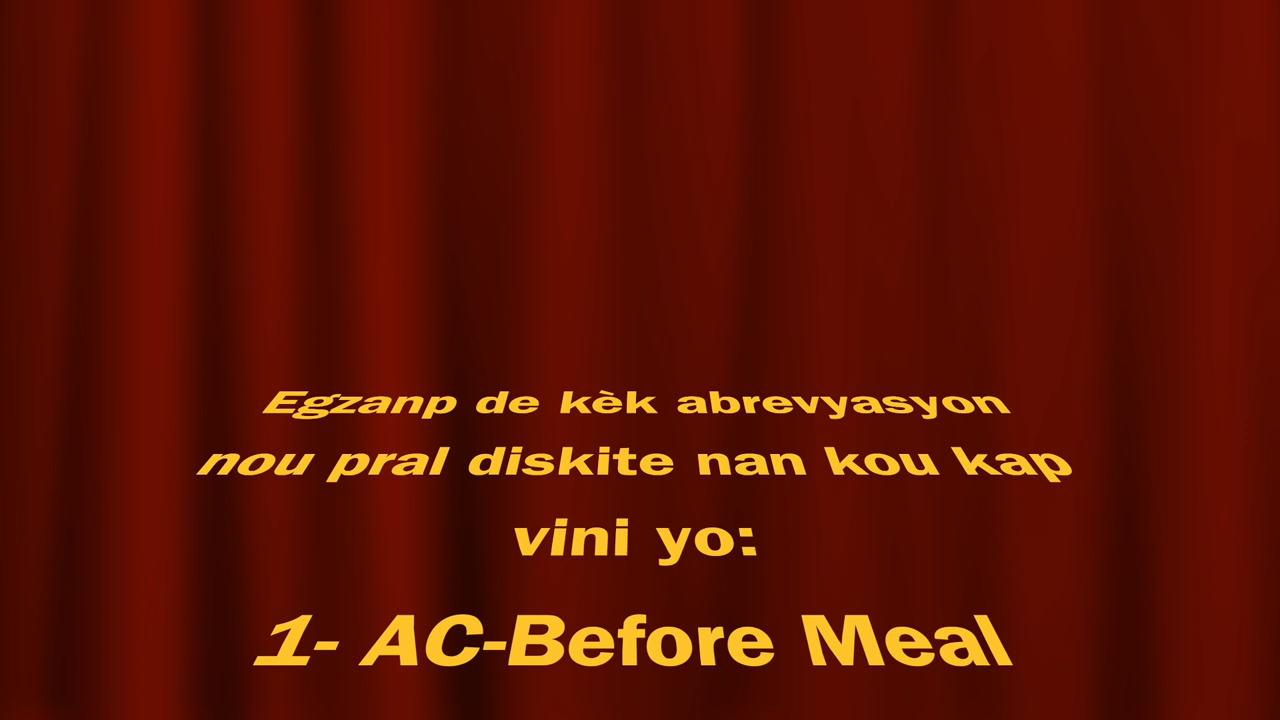 Egzanp de kèk abrevyasyon
nou pral diskite nan kou kap
vini yo:
1- AC-Before Meal